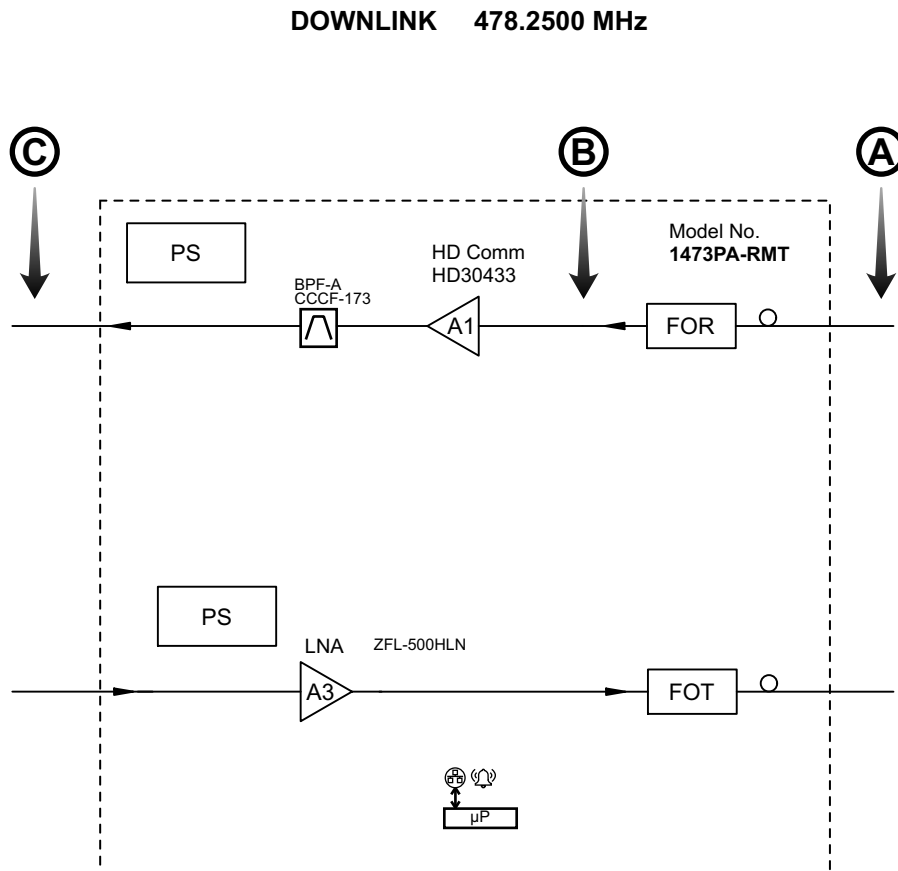 DOWNLINK 478.2500 MHz
C
B
A
PS
HD Comm
HD30433
Model No.
1473PA-RMT
BPF-A
CCCF-173
A1
FOR
PS
LNA
ZFL-500HLN
A3
FOT
µP